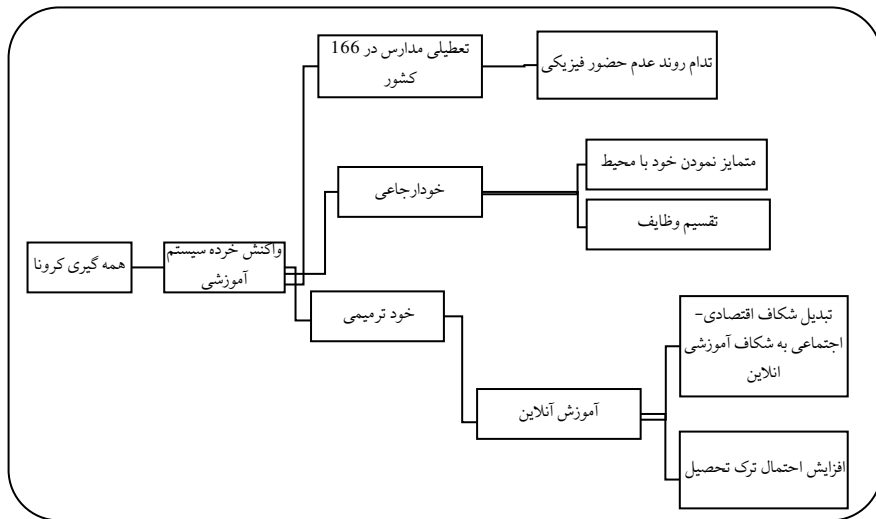 تعطیلی مدارس در 166
کشور
تدام روند عدم حضور فیزیکی
متمایز نمودن خود با محیط
خودارجاعی
تقسیم وظایف
همه گیری کرونا
واکنش خرده سیستم
آموزشی
خود ترمیمی
تبدیل شکاف اقتصادی-
اجتماعی به شکاف آموزشی
انلاین
آموزش آنلاین
افزایش احتمال ترک تحصیل